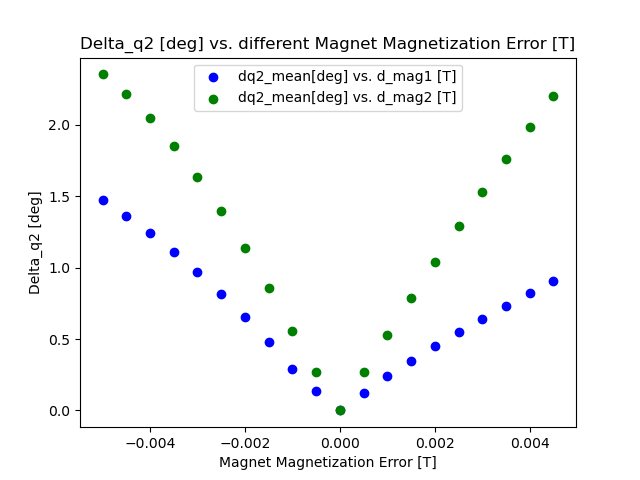 Delta_q2 [deg] vs. different Magnet Magnetization Error [T]
dq2_mean[deg] vs. d_mag1 [T]
dq2_mean[deg] vs. d_mag2 [T]
Delta_q2 [deg]
2.0
1.5
1.0
0.5
0.0
−0.004
−0.002
0.000
0.002
0.004
Magnet Magnetization Error [T]